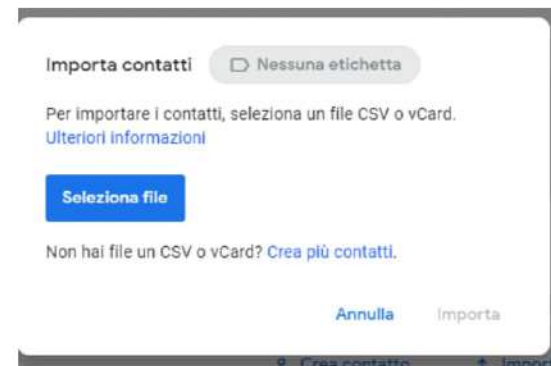 Importa contatti Nessuna etichetta
Per importare i contatti, seleziona un file CSV o vCard.
Ulteriori informazioni
Seleziona file
Non hai file un CSV o vCard? Crea più contatti.
Annulla Importa
Crea contatto